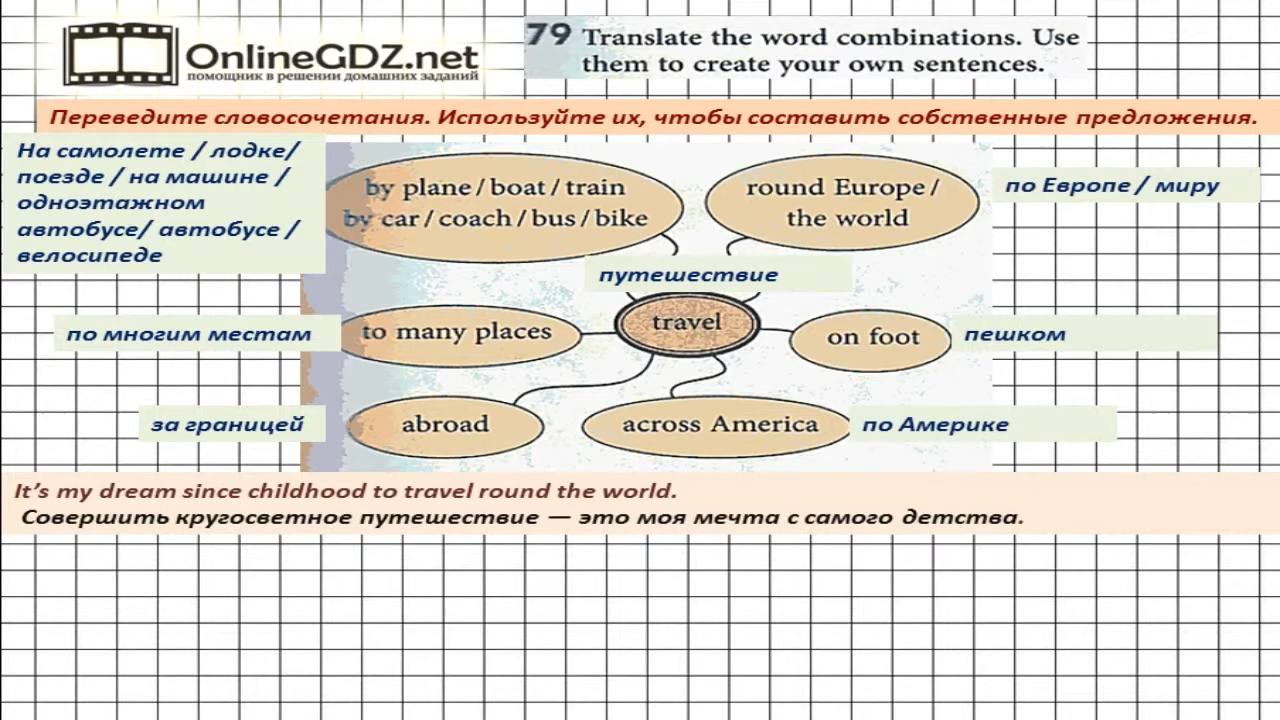 OnlineGDZ.net
помощник в решении домашних заданий
79 Translate the word combinations. Use
them to create your own sentences.
Переведите словосочетания. Используйте их, чтобы составить собственные предложения.
На самолете / лодке/
поезде / на машине /
одноэтажном
автобусе/ автобусе /
велосипеде
by plane / boat / train
by car / coach / bus / bike
round Europe /
the world
по Европе / миру
путешествие
travel
по многим местам
to many places
on foot
пешком
за границей
abroad
across America
по Америке
It's my dream since childhood to travel round the world.
Совершить кругосветное путешествие — это моя мечта с самого детства.